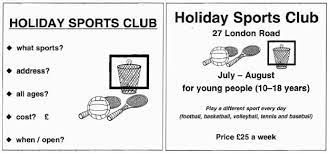 HOLIDAY SPORTS CLUB
◆ what sports?
◆ address?
◆ all ages?
◆ cost? £
◆ when / open?
Holiday Sports Club
27 London Road
July – August
for young people (10–18 years)
Play a different sport every day
(football, basketball, volleyball, tennis and baseball)
Price £25 a week